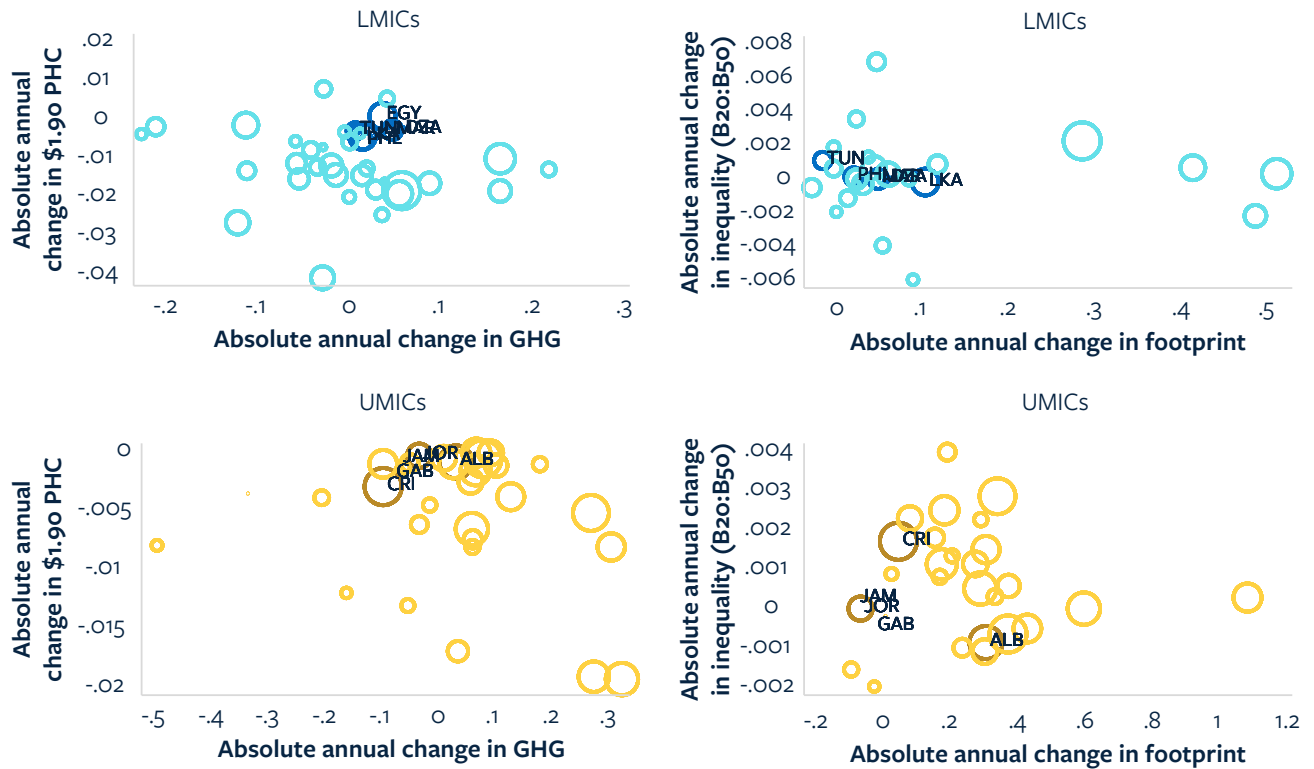 LMICs
Absolute annual
change in $1.90 PHC
.02
.01
0
-.01
-.02
-.03
-.04
EGY
TUN
MAR
DZA
PHL
-.2
-.1
0
.1
.2
.3
Absolute annual change in GHG
LMICs
Absolute annual change
in inequality (B20:B50)
.008
.006
.004
.002
0
-.002
-.004
-.006
TUN
PHL
DZA
LKA
0
.1
.2
.3
.4
.5
Absolute annual change in footprint
UMICs
Absolute annual
change in $1.90 PHC
0
-.005
-.01
-.015
-.02
JAM
JOR
ALB
GAB
CRI
-.5
-.4
-.3
-.2
-.1
0
.1
.2
.3
Absolute annual change in GHG
UMICs
Absolute annual change
in inequality (B20:B50)
.004
.003
.002
.001
0
-.001
-.002
CRI
JAM
JOR
GAB
ALB
-.2
0
.2
.4
.6
.8
1
1.2
Absolute annual change in footprint